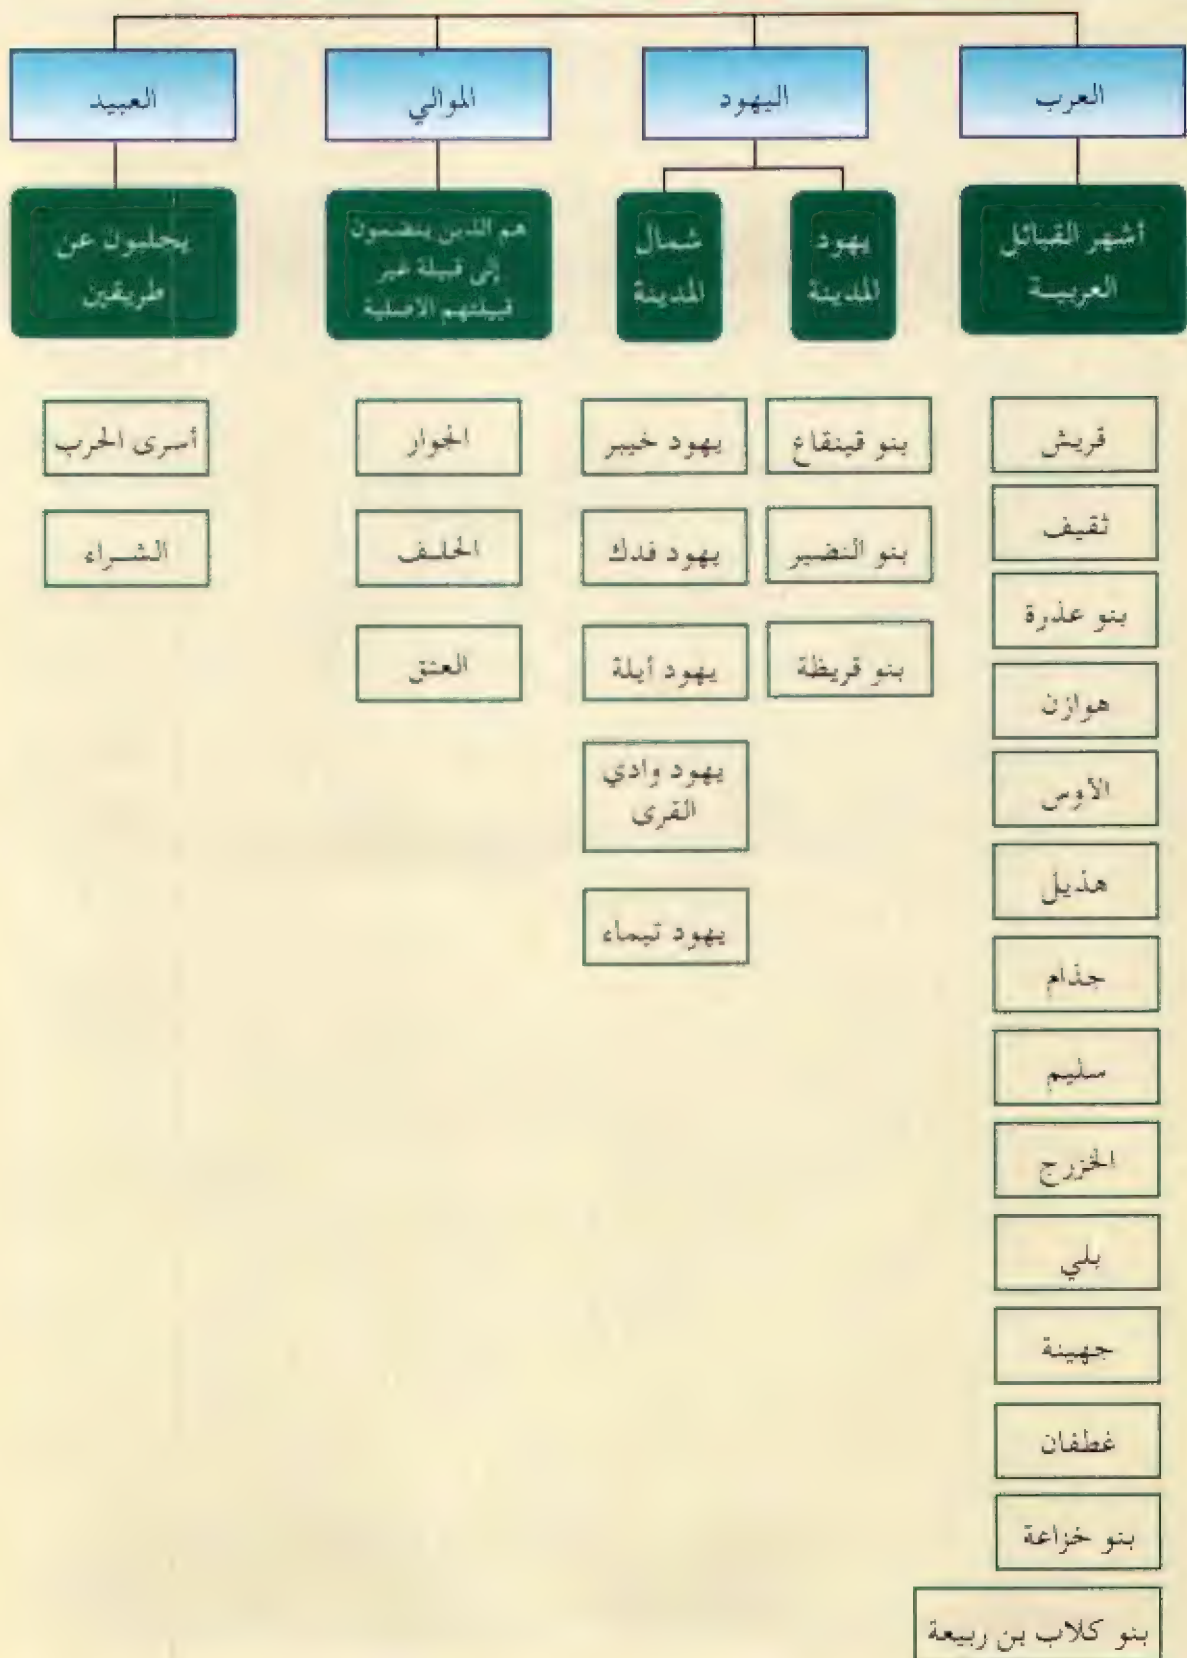 العرب
اليهود
الموالي
العبيد
أشهر القبائل
العربية
يهود
المدينة
شمال
المدينة
هم الذين ينضمون
إلى قبيلة غير
قبيلتهم الأصلية
يجلبون عن
طريقين
قريش
ثقيف
بنو عذرة
هوازن
الأوس
هذيل
جذام
سليم
الخزرج
بلي
جهينة
غطفان
بنو خزاعة
بنو كلاب بن ربيعة
بنو قينقاع
بنو النضير
بنو قريظة
يهود خيبر
يهود فدك
يهود أيلة
يهود وادي
القرى
يهود تيماء
الجوار
الحلف
العتق
أسرى الحرب
الشراء